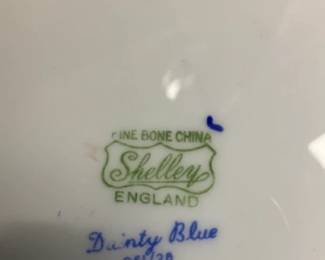 FINE BONE CHINA
Shelley
ENGLAND
Dainty Blue